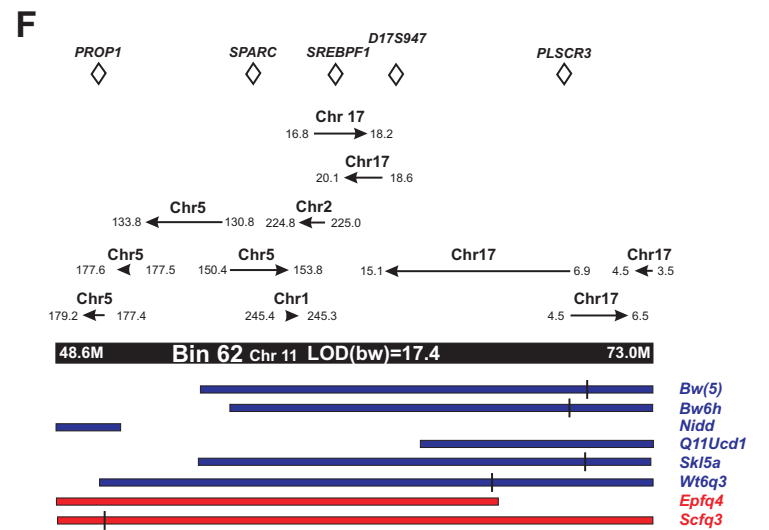 F
D17S947
PROP1 SPARC SREBPF1 PLSCR3
Chr 17
16.8 18.2
Chr17
20.1 18.6
Chr5 Chr2
133.8 130.8 224.8 225.0
Chr5 Chr5 Chr17 Chr17
177.6 177.5 150.4 153.8 15.1 6.9 4.5 3.5
Chr5 Chr1 Chr17
179.2 177.4 245.4 245.3 4.5 6.5
48.6M Bin 62 Chr 11 LOD(bw)=17.4 73.0M
Bw(5)
Bw6h
Nidd
Q11Ucd1
Skl5a
Wt6q3
Epfq4
Scfq3